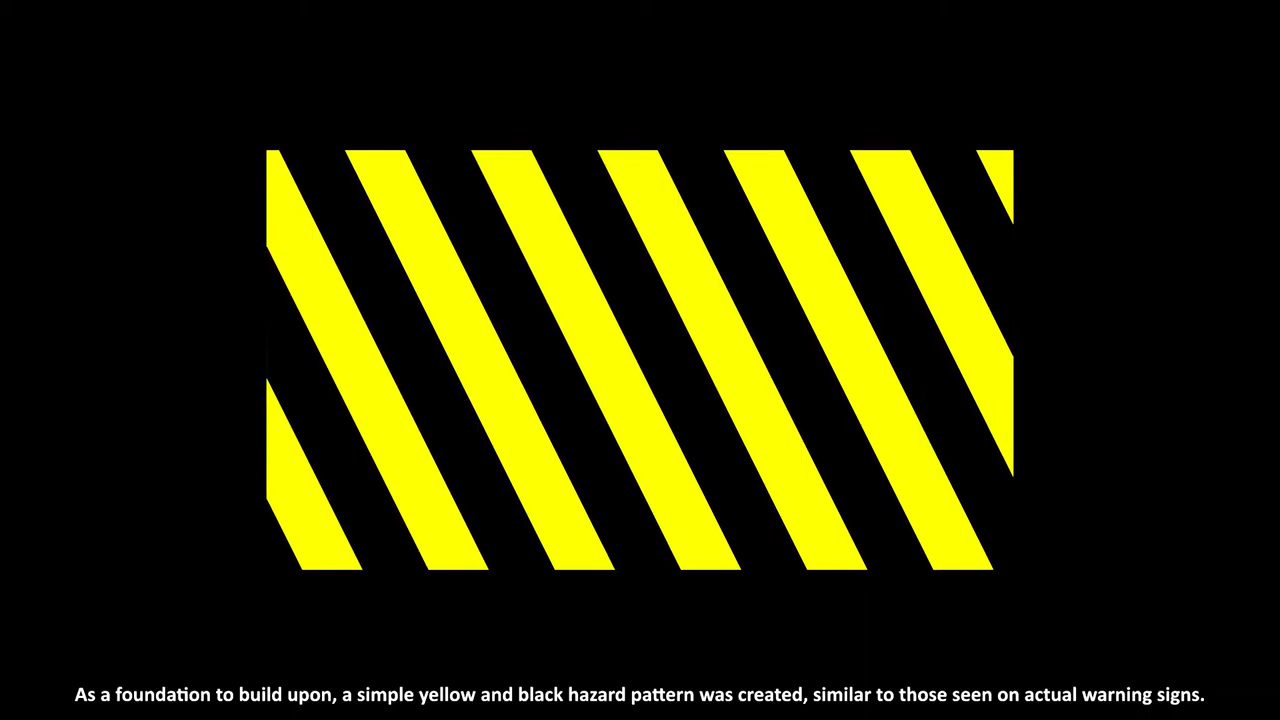 As a foundation to build upon, a simple yellow and black hazard pattern was created, similar to those seen on actual warning signs.